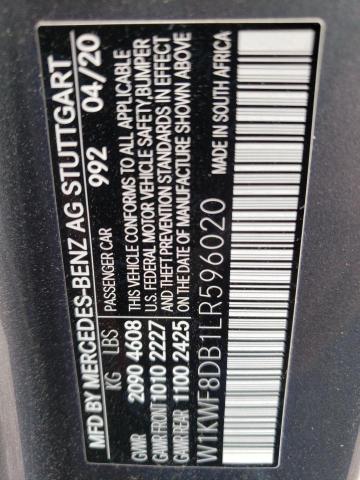 MFD BY MERCEDES-BENZ AG STUTTGART
992 04/20
KG LBS PASSENGER CAR
GVWR 2090 4608 THIS VEHICLE CONFORMS TO ALL APPLICABLE
GAWR FRONT 1010 2227 U.S. FEDERAL MOTOR VEHICLE SAFETY, BUMPER
GAWR REAR 1100 2425 AND THEFT PREVENTION STANDARDS IN EFFECT
ON THE DATE OF MANUFACTURE SHOWN ABOVE
W1KWF8DB1LR596020 MADE IN SOUTH AFRICA